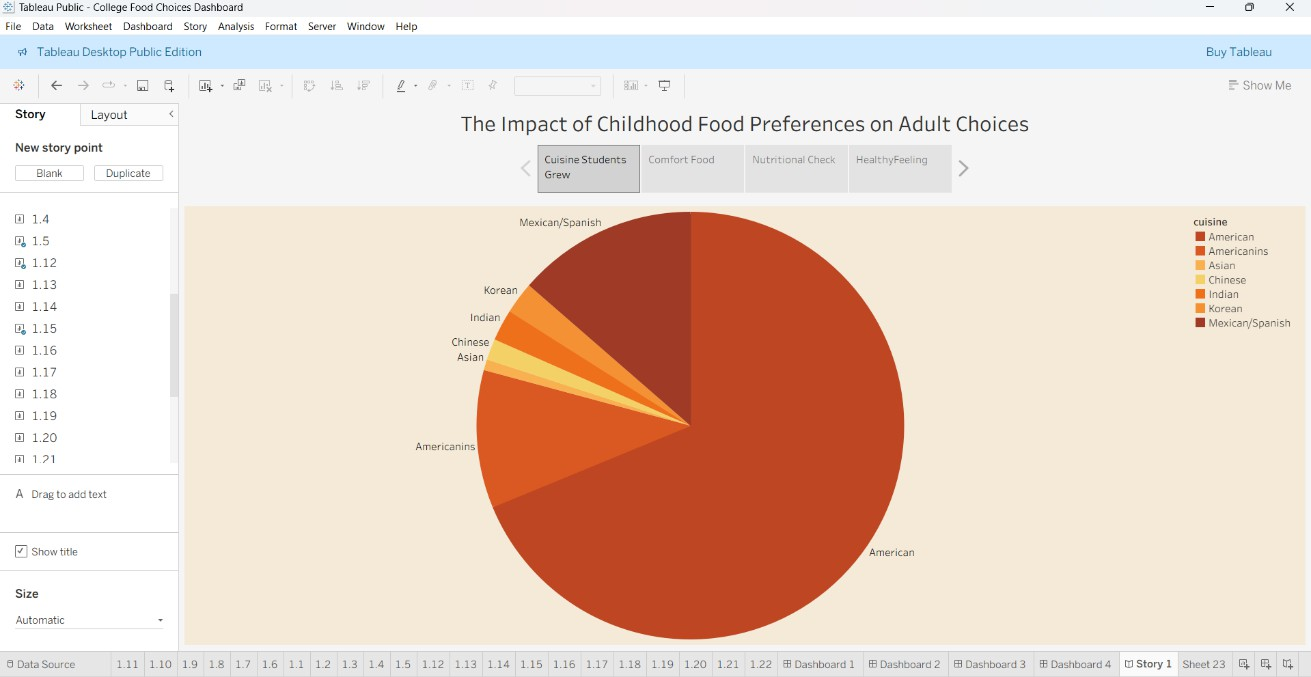 Tableau Public - College Food Choices Dashboard
File Data Worksheet Dashboard Story Analysis Format Server Window Help
Tableau Desktop Public Edition Buy Tableau
Show Me
Story Layout
New story point
Blank Duplicate
1.4
1.5
1.12
1.13
1.14
1.15
1.16
1.17
1.18
1.19
1.20
1.21
A Drag to add text
Show title
Size
Automatic
The Impact of Childhood Food Preferences on Adult Choices
Cuisine Students
Grew
Comfort Food
Nutritional Check
HealthyFeeling
Mexican/Spanish
Korean
Indian
Chinese
Asian
Americanins
American
cuisine
American
Americanins
Asian
Chinese
Indian
Korean
Mexican/Spanish
Data Source 1.11 1.10 1.9 1.8 1.7 1.6 1.1 1.2 1.3 1.4 1.5 1.12 1.13 1.14 1.15 1.16 1.17 1.18 1.19 1.20 1.21 1.22 Dashboard 1 Dashboard 2 Dashboard 3 Dashboard 4 Story 1 Sheet 23